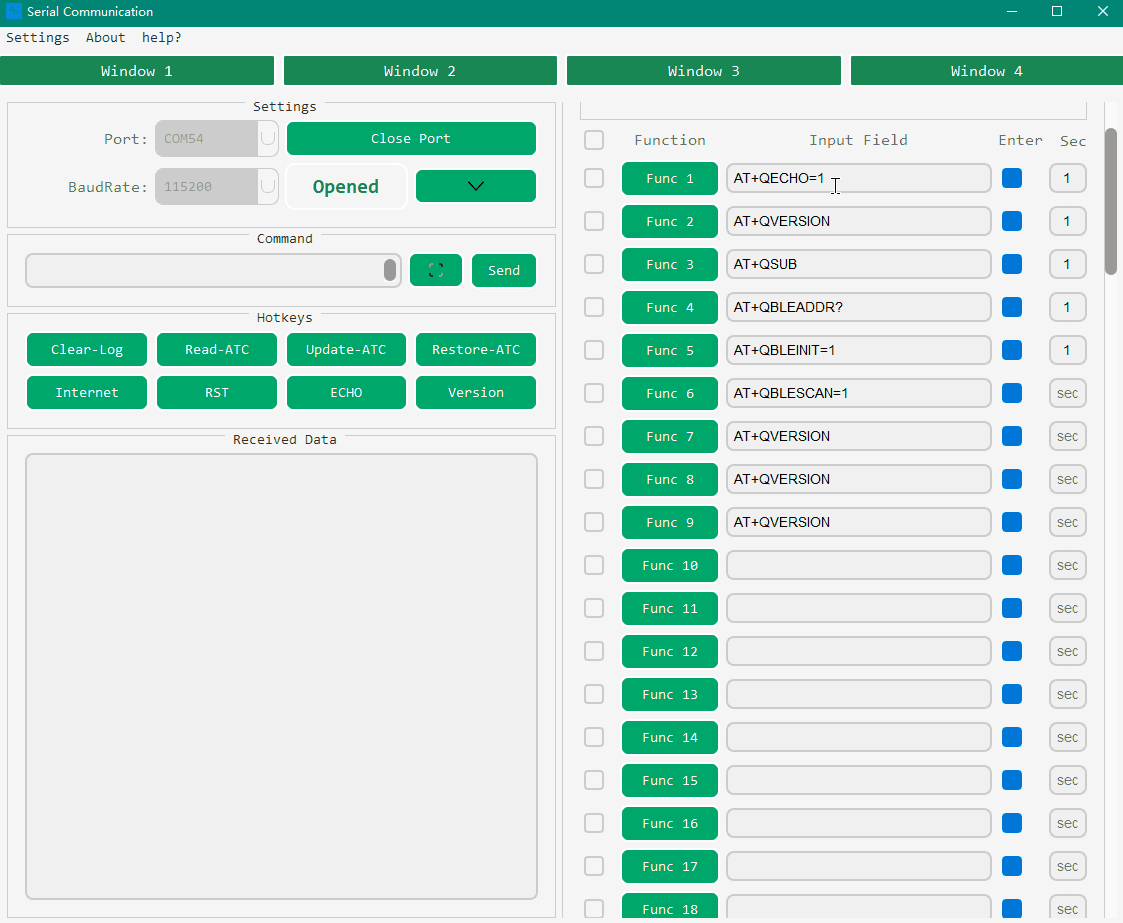 Serial Communication
Settings About help?
Window 1 Window 2 Window 3 Window 4
Settings
Port: COM54 Close Port
BaudRate: 115200 Opened
Command
Send
Hotkeys
Clear-Log Read-ATC Update-ATC Restore-ATC
Internet RST ECHO Version
Received Data
Function Input Field Enter Sec
Func 1 AT+QECHO=1 1
Func 2 AT+QVERSION 1
Func 3 AT+QSUB 1
Func 4 AT+QBLEADDR? 1
Func 5 AT+QBLEINIT=1 1
Func 6 AT+QBLESCAN=1 sec
Func 7 AT+QVERSION sec
Func 8 AT+QVERSION sec
Func 9 AT+QVERSION sec
Func 10 sec
Func 11 sec
Func 12 sec
Func 13 sec
Func 14 sec
Func 15 sec
Func 16 sec
Func 17 sec
Func 18 sec